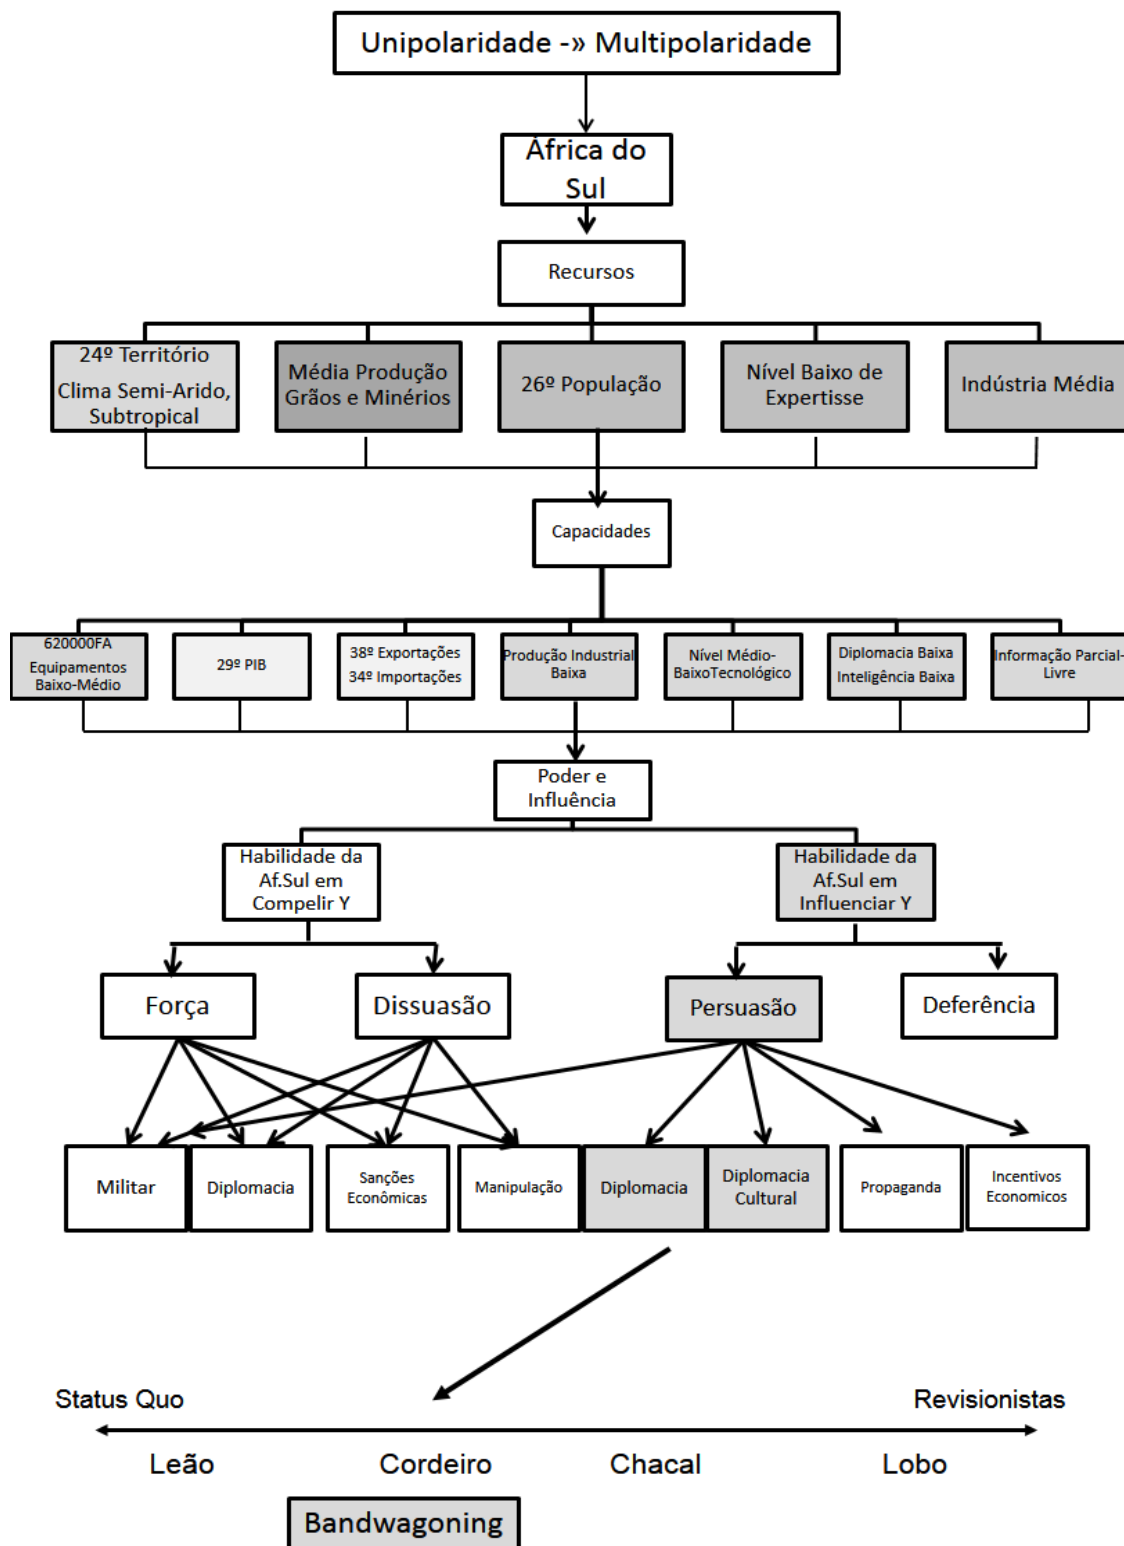 Unipolaridade -» Multipolaridade
África do
Sul
Recursos
24º Território
Clima Semi-Arido,
Subtropical
Média Produção
Grãos e Minérios
26º População
Nível Baixo de
Expertisse
Indústria Média
Capacidades
620000FA
Equipamentos
Baixo-Médio
29º PIB
38º Exportações
34º Importações
Produção Industrial
Baixa
Nível Médio-
BaixoTecnológico
Diplomacia Baixa
Inteligência Baixa
Informação Parcial-
Livre
Poder e
Influência
Habilidade da
Af.Sul em
Compelir Y
Habilidade da
Af.Sul em
Influenciar Y
Força
Dissuasão
Persuasão
Deferência
Militar
Diplomacia
Sanções
Econômicas
Manipulação
Diplomacia
Diplomacia
Cultural
Propaganda
Incentivos
Economicos
Status Quo
Revisionistas
Leão
Cordeiro
Chacal
Lobo
Bandwagoning